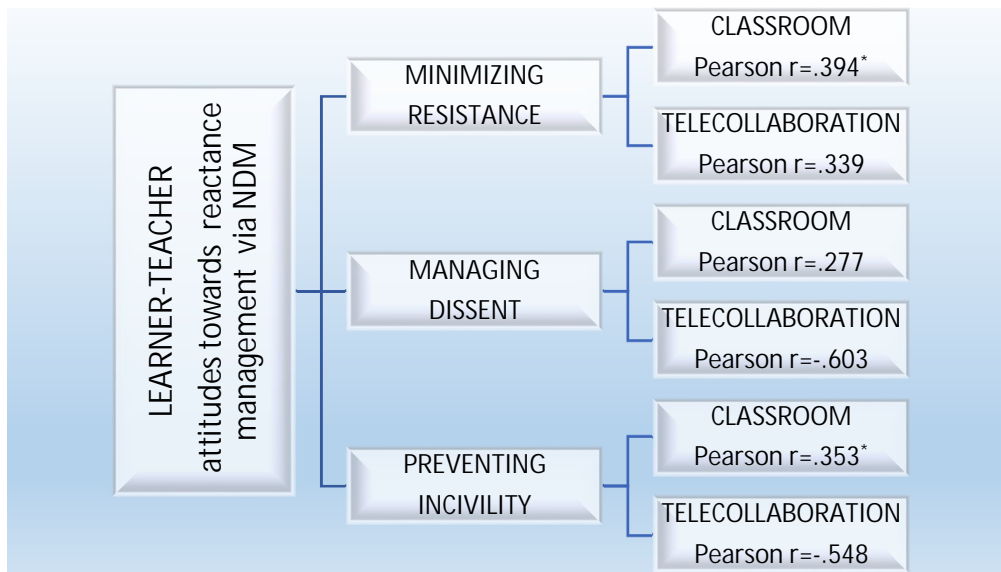 LEARNER-TEACHER
attitudes towards reactance
management via NDM
MINIMIZING
RESISTANCE
CLASSROOM
Pearson r=.394*
TELECOLLABORATION
Pearson r=.339
MANAGING
DISSENT
CLASSROOM
Pearson r=.277
TELECOLLABORATION
Pearson r=-.603
PREVENTING
INCIVILITY
CLASSROOM
Pearson r=.353*
TELECOLLABORATION
Pearson r=-.548